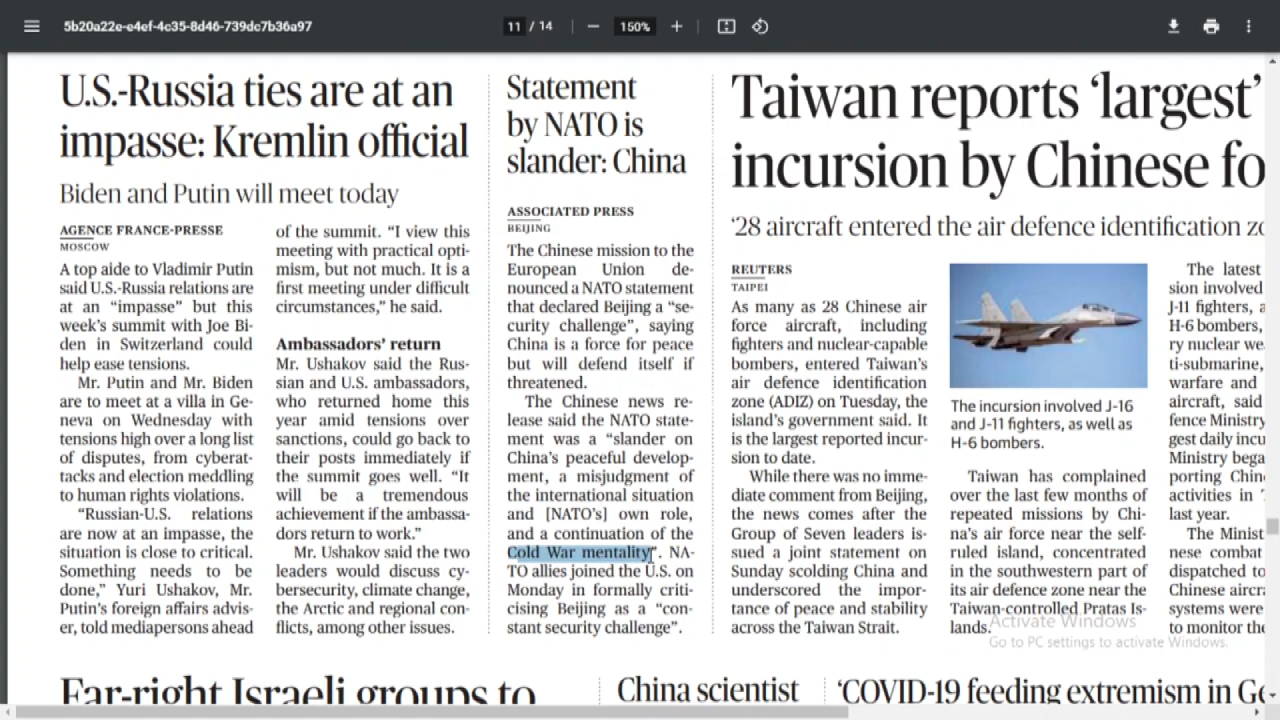 5b20a22e-e4ef-4c35-8d46-739dc7b36a97
11 / 14
150%
U.S.-Russia ties are at an
impasse: Kremlin official
Biden and Putin will meet today
AGENCE FRANCE-PRESSE
MOSCOW
A top aide to Vladimir Putin
said U.S.-Russia relations are
at an “impasse” but this
week’s summit with Joe Bi-
den in Switzerland could
help ease tensions.
Mr. Putin and Mr. Biden
are to meet at a villa in Ge-
neva on Wednesday with
tensions high over a long list
of disputes, from cyberat-
tacks and election meddling
to human rights violations.
“Russian-U.S. relations
are now at an impasse, the
situation is close to critical.
Something needs to be
done,” Yuri Ushakov, Mr.
Putin’s foreign affairs advis-
er, told mediapersons ahead
of the summit. “I view this
meeting with practical opti-
mism, but not much. It is a
first meeting under difficult
circumstances,” he said.
Ambassadors’ return
Mr. Ushakov said the Rus-
sian and U.S. ambassadors,
who returned home this
year amid tensions over
sanctions, could go back to
their posts immediately if
the summit goes well. “It
will be a tremendous
achievement if the ambassa-
dors return to work.”
Mr. Ushakov said the two
leaders would discuss cy-
bersecurity, climate change,
the Arctic and regional con-
flicts, among other issues.
Statement
by NATO is
slander: China
ASSOCIATED PRESS
BEIJING
The Chinese mission to the
European Union de-
nounced a NATO statement
that declared Beijing a “se-
curity challenge”, saying
China is a force for peace
but will defend itself if
threatened.
The Chinese news re-
lease said the NATO state-
ment was a “slander on
China’s peaceful develop-
ment, a misjudgment of
the international situation
and [NATO’s] own role,
and a continuation of the
Cold War mentality”. NA-
TO allies joined the U.S. on
Monday in formally criti-
cising Beijing as a “con-
stant security challenge”.
Taiwan reports ‘largest’
incursion by Chinese fo
‘28 aircraft entered the air defence identification zo
REUTERS
TAIPEI
As many as 28 Chinese air
force aircraft, including
fighters and nuclear-capable
bombers, entered Taiwan’s
air defence identification
zone (ADIZ) on Tuesday, the
island’s government said. It
is the largest reported incur-
sion to date.
While there was no imme-
diate comment from Beijing,
the news comes after the
Group of Seven leaders is-
sued a joint statement on
Sunday scolding China and
underscored the impor-
tance of peace and stability
across the Taiwan Strait.
The incursion involved J-16
and J-11 fighters, as well as
H-6 bombers.
Taiwan has complained
over the last few months of
repeated missions by Chi-
na’s air force near the self-
ruled island, concentrated
in the southwestern part of
its air defence zone near the
Taiwan-controlled Pratas Is-
lands.
The latest
sion involved
J-11 fighters, a
H-6 bombers,
ry nuclear we
ti-submarine,
warfare and
aircraft, said
fence Ministry
gest daily incu
Ministry bega
porting Chine
activities in T
last year.
The Minist
nese combat
dispatched to
Chinese aircra
systems were
to monitor the
Activate Windows
Go to PC settings to activate Windows.
Far-right Israeli groups to
China scientist
‘COVID-19 feeding extremism in Ge